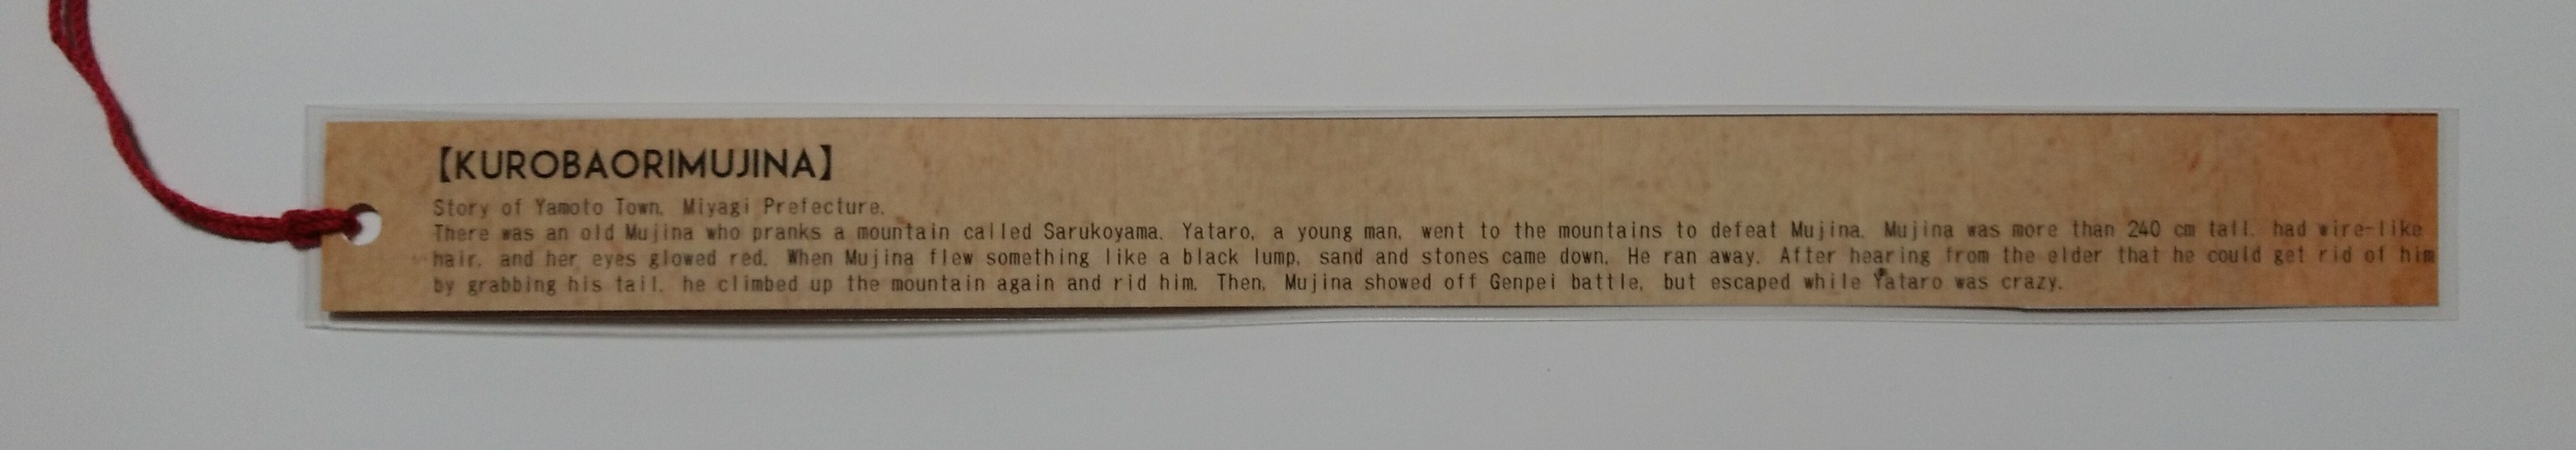 【KUROBAORIMUJINA】
Story of Yamoto Town, Miyagi Prefecture.
There was an old Mujina who pranks a mountain called Sarukoyama. Yataro, a young man, went to the mountains to defeat Mujina. Mujina was more than 240 cm tall, had wire-like
hair, and her eyes glowed red. When Mujina flew something like a black lump, sand and stones came down. He ran away. After hearing from the elder that he could get rid of him
by grabbing his tail, he climbed up the mountain again and rid him. Then, Mujina showed off Genpei battle, but escaped while Yataro was crazy.